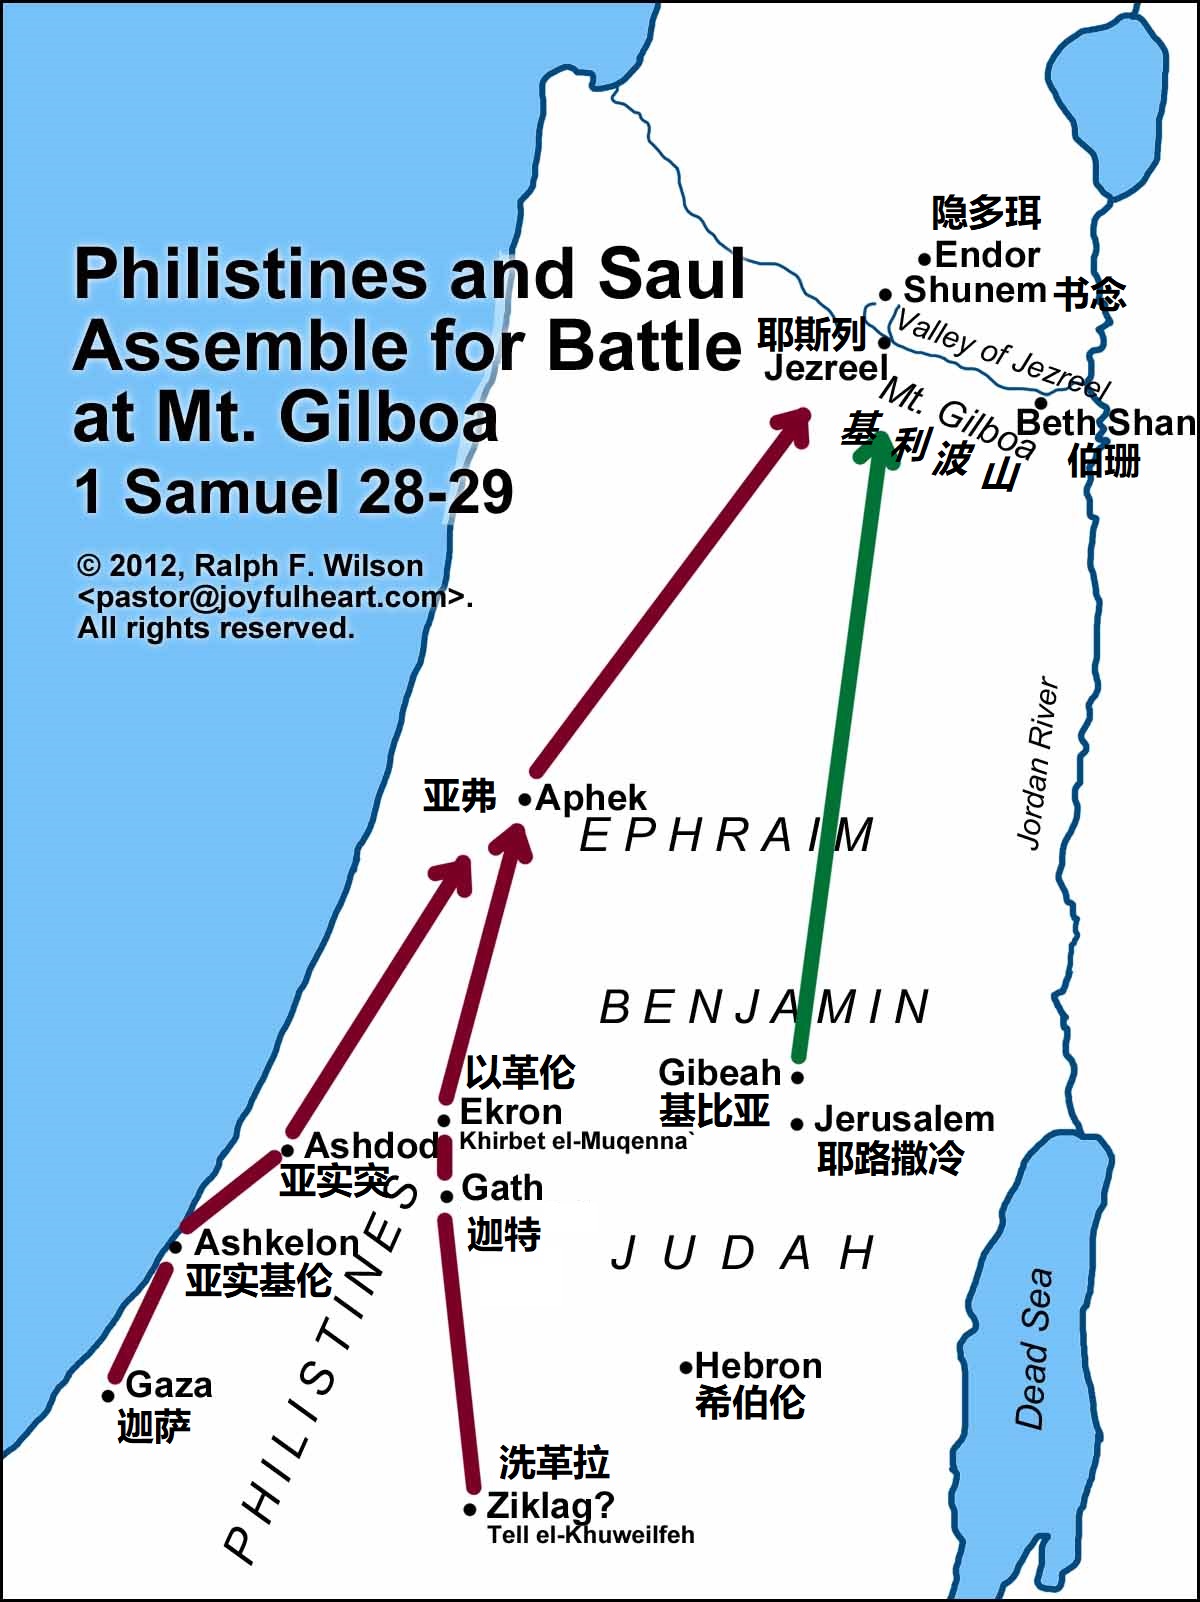 Philistines and Saul
Assemble for Battle
at Mt. Gilboa
1 Samuel 28-29
© 2012, Ralph F. Wilson
<pastor@joyfulheart.com>.
All rights reserved.
隐多珥
Endor
Shunem 书念
耶斯列
Jezreel
Valley of Jezreel
Mt. Gilboa
基利波山
Beth Shan
伯珊
Jordan River
亚弗 Aphek
EPHRAIM
BENJAMIN
以革伦
Ekron
Khirbet el-Muqenna`
Gibeah
基比亚
Jerusalem
耶路撒冷
Ashdod
亚实突
Gath
迦特
Ashkelon
亚实基伦
JUDAH
PHILISTINES
Gaza
迦萨
Hebron
希伯伦
Dead Sea
洗革拉
Ziklag?
Tell el-Khuweilfeh